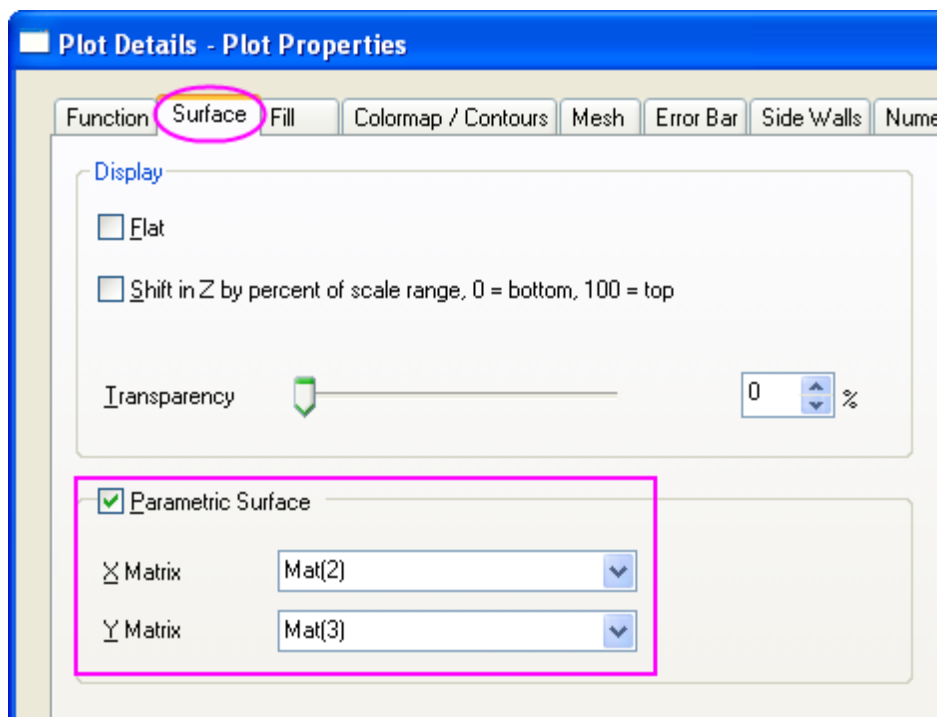 Plot Details - Plot Properties
Function Surface Fill Colormap / Contours Mesh Error Bar Side Walls Nume
Display
Flat
Shift in Z by percent of scale range, 0 = bottom, 100 = top
Transparency 0 %
Parametric Surface
X Matrix Mat(2)
Y Matrix Mat(3)